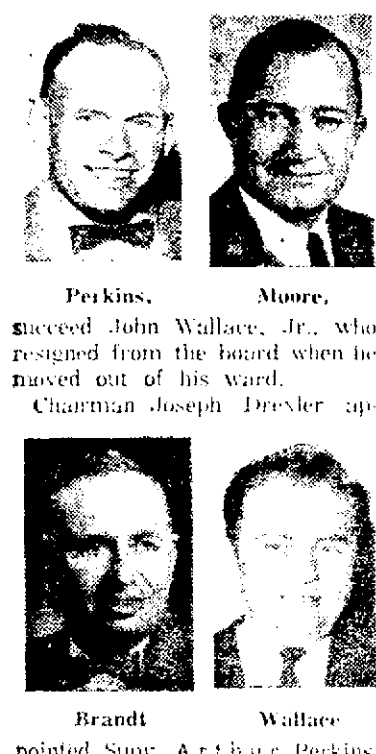 Perkins, Moore,
succeed John Wallace, Jr., who
resigned from the board when he
moved out of his ward.
Chairman Joseph Drexler ap-
Brandt Wallace
pointed Supv. Arthur Perkins,